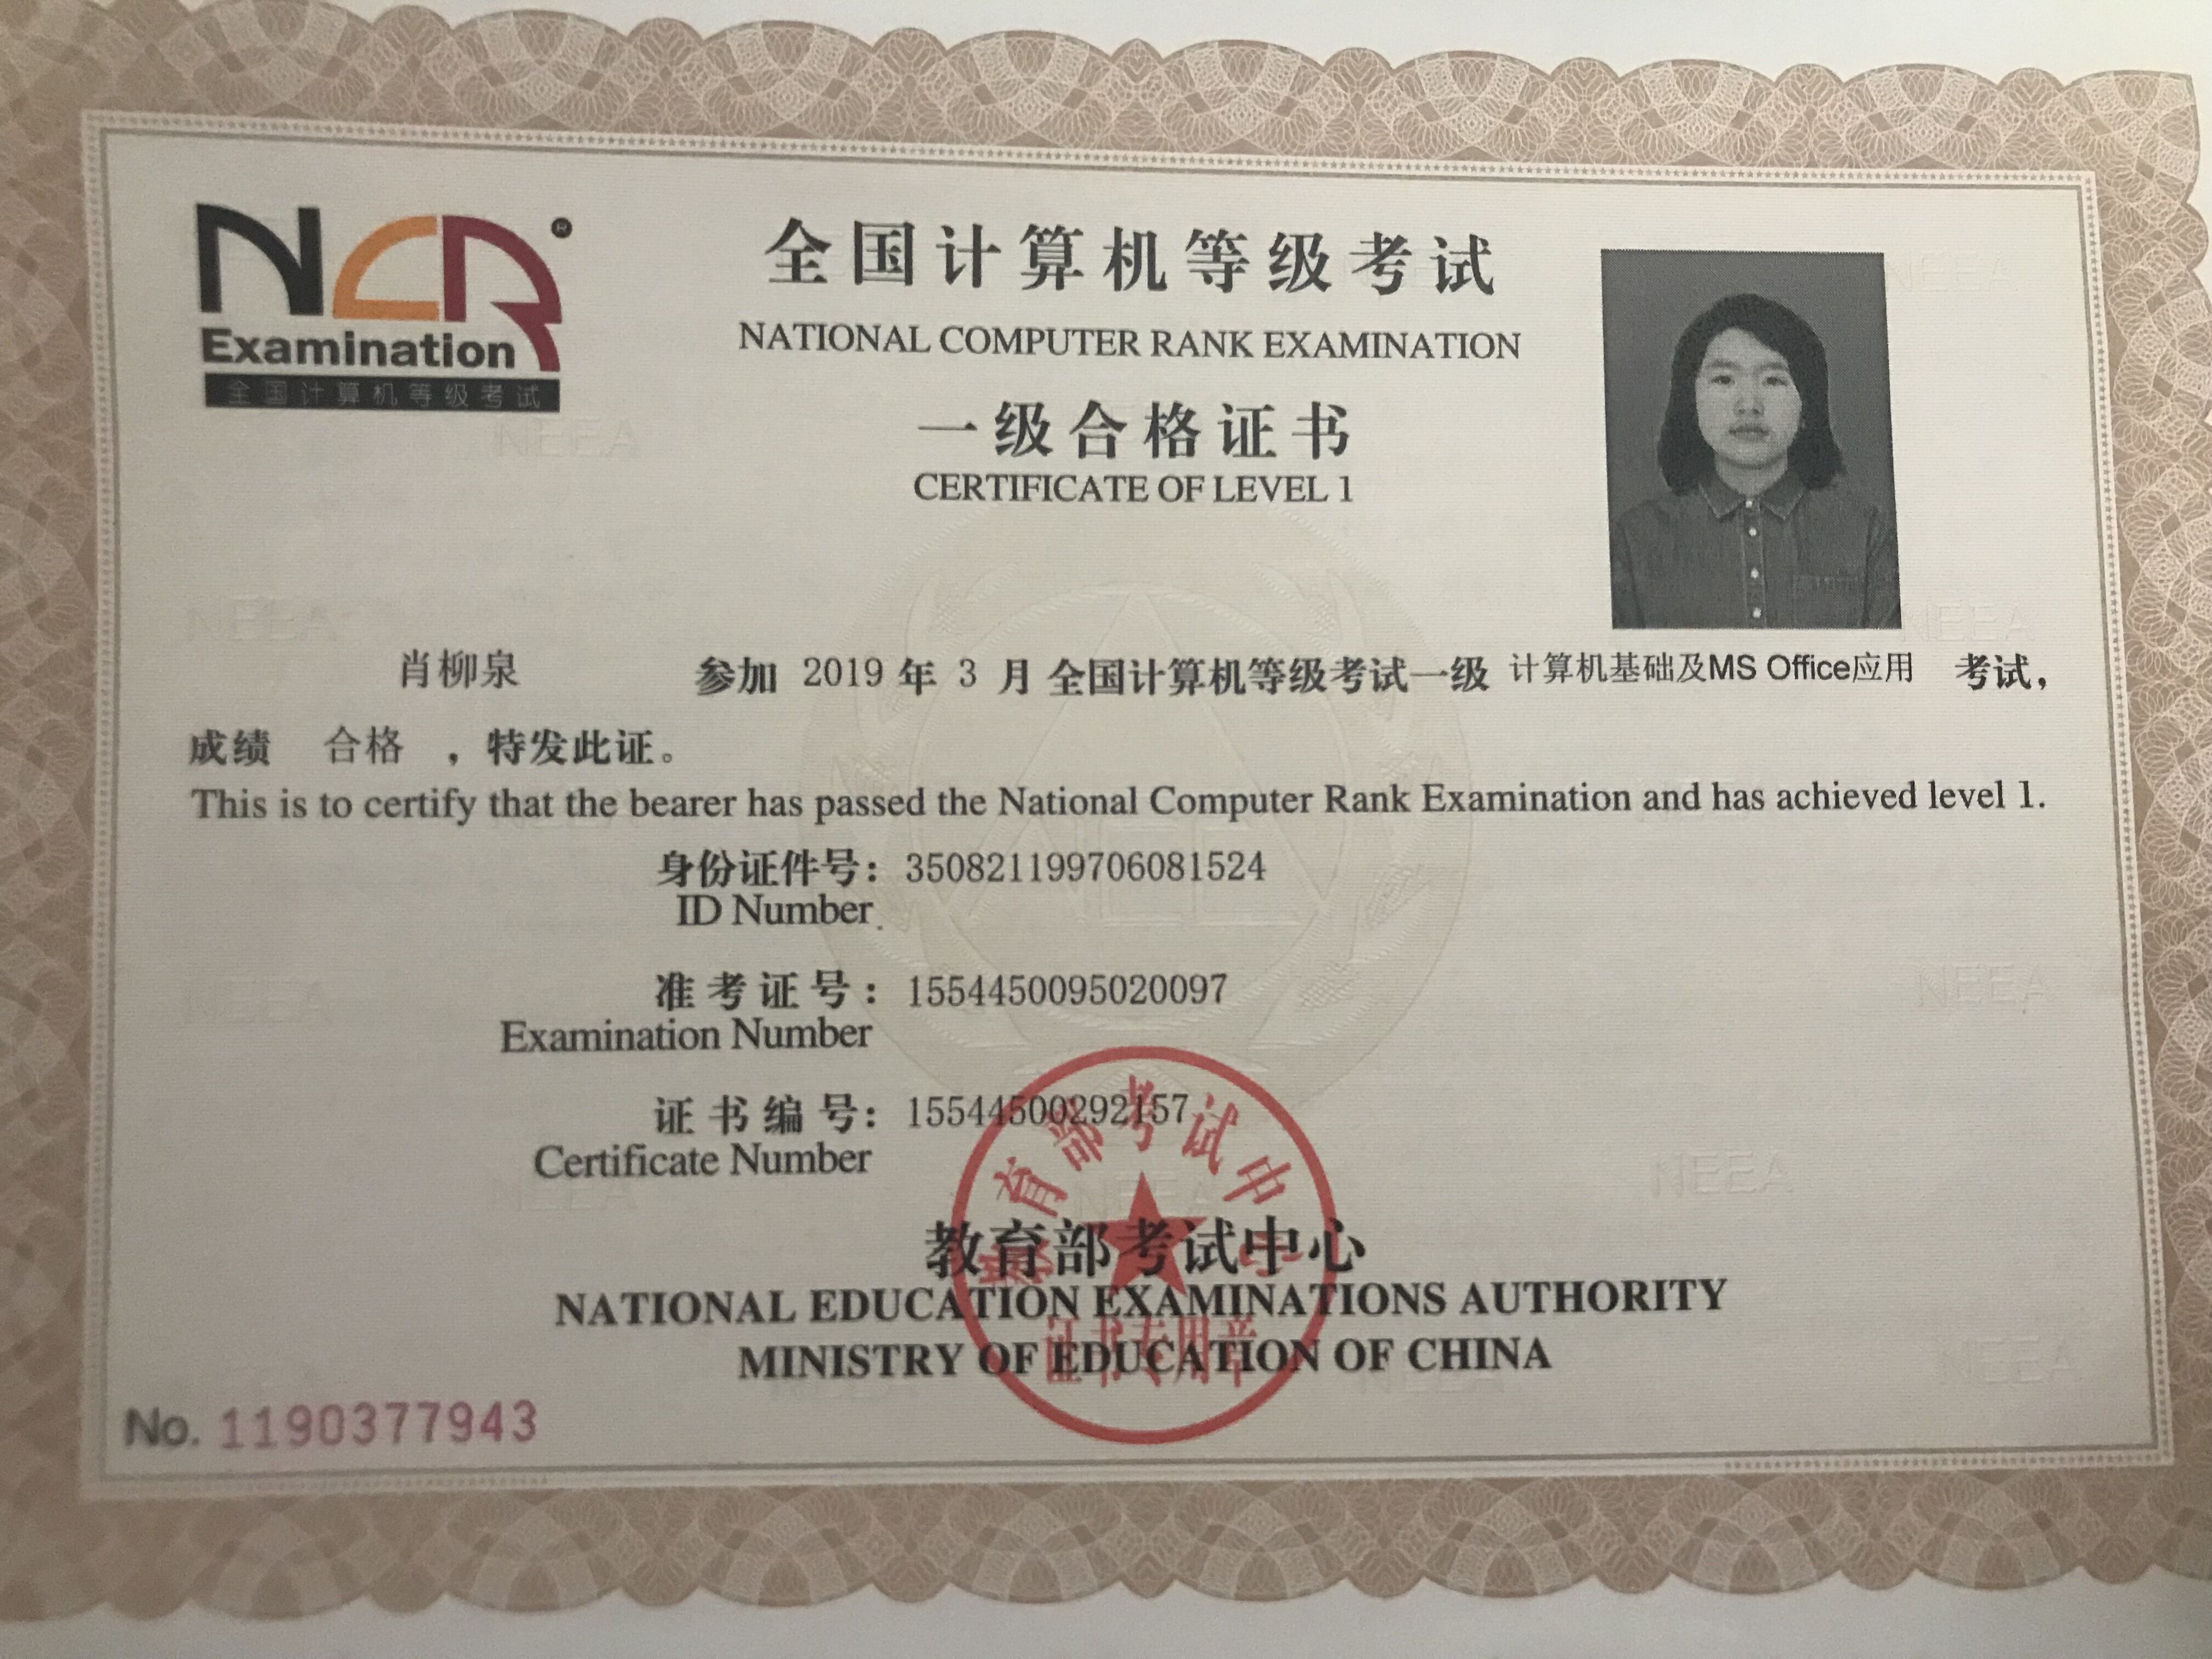 NCR®
Examination
全国计算机等级考试
全国计算机等级考试
NATIONAL COMPUTER RANK EXAMINATION
一级合格证书
CERTIFICATE OF LEVEL 1
肖柳泉 参加 2019 年 3 月 全国计算机等级考试一级 计算机基础及MS Office应用 考试，
成绩 合格 ，特发此证。
This is to certify that the bearer has passed the National Computer Rank Examination and has achieved level 1.
身份证件号： 350821199706081524
ID Number
准考证号： 1554450095020097
Examination Number
证书编号： 15544500292157
Certificate Number
教育部考试中心
教育部考试中心
NATIONAL EDUCATION EXAMINATIONS AUTHORITY
证书专用章
MINISTRY OF EDUCATION OF CHINA
No. 1190377943
NEEA